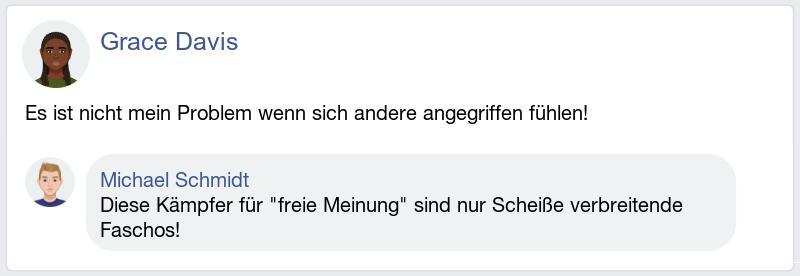 Grace Davis
Es ist nicht mein Problem wenn sich andere angegriffen fühlen!
Michael Schmidt
Diese Kämpfer für "freie Meinung" sind nur Scheiße verbreitende
Faschos!